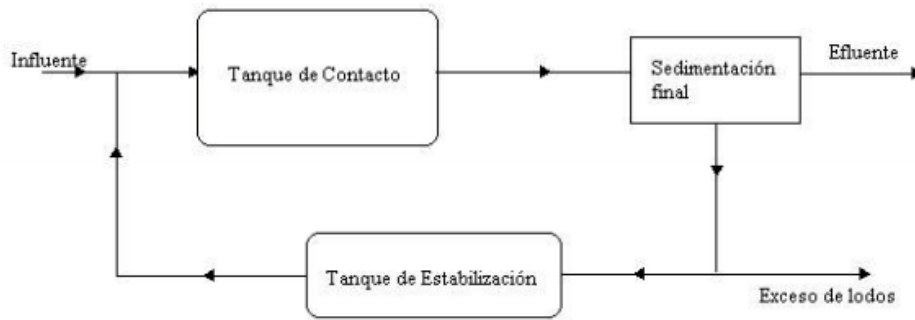 Influente
Tanque de Contacto
Sedimentación
final
Efluente
Tanque de Estabilización
Exceso de lodos